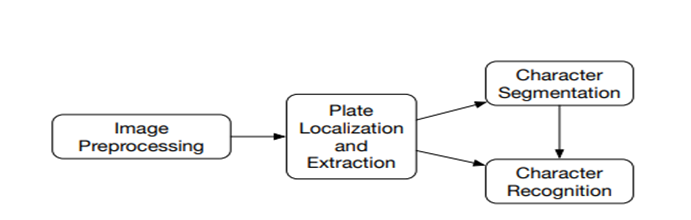 Image
Preprocessing
Plate
Localization
and
Extraction
Character
Segmentation
Character
Recognition